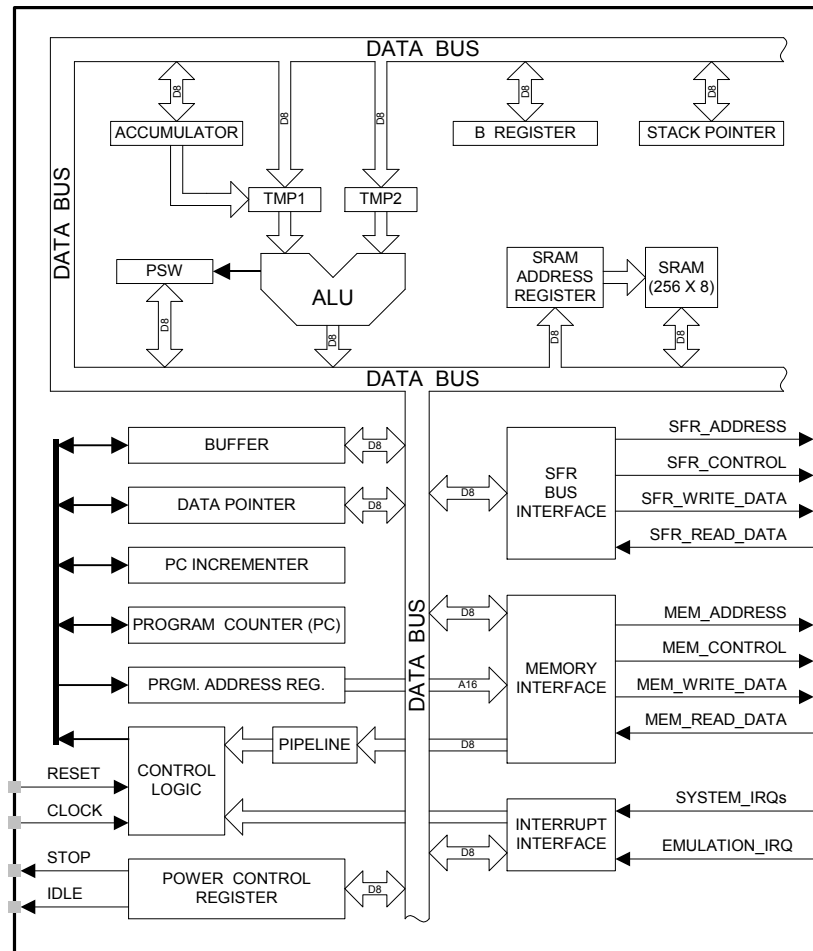 DATA BUS
D8
D8
D8
D8
D8
ACCUMULATOR
B REGISTER
STACK POINTER
DATA BUS
TMP1
TMP2
PSW
ALU
SRAM
ADDRESS
REGISTER
SRAM
(256 X 8)
D8
D8
D8
D8
DATA BUS
BUFFER
D8
DATA POINTER
D8
PC INCREMENTER
PROGRAM COUNTER (PC)
PRGM. ADDRESS REG.
A16
DATA BUS
D8
SFR
BUS
INTERFACE
SFR_ADDRESS
SFR_CONTROL
SFR_WRITE_DATA
SFR_READ_DATA
D8
MEMORY
INTERFACE
MEM_ADDRESS
MEM_CONTROL
MEM_WRITE_DATA
MEM_READ_DATA
CONTROL
LOGIC
PIPELINE
D8
RESET
CLOCK
INTERRUPT
INTERFACE
SYSTEM_IRQs
EMULATION_IRQ
D8
STOP
IDLE
POWER CONTROL
REGISTER
D8